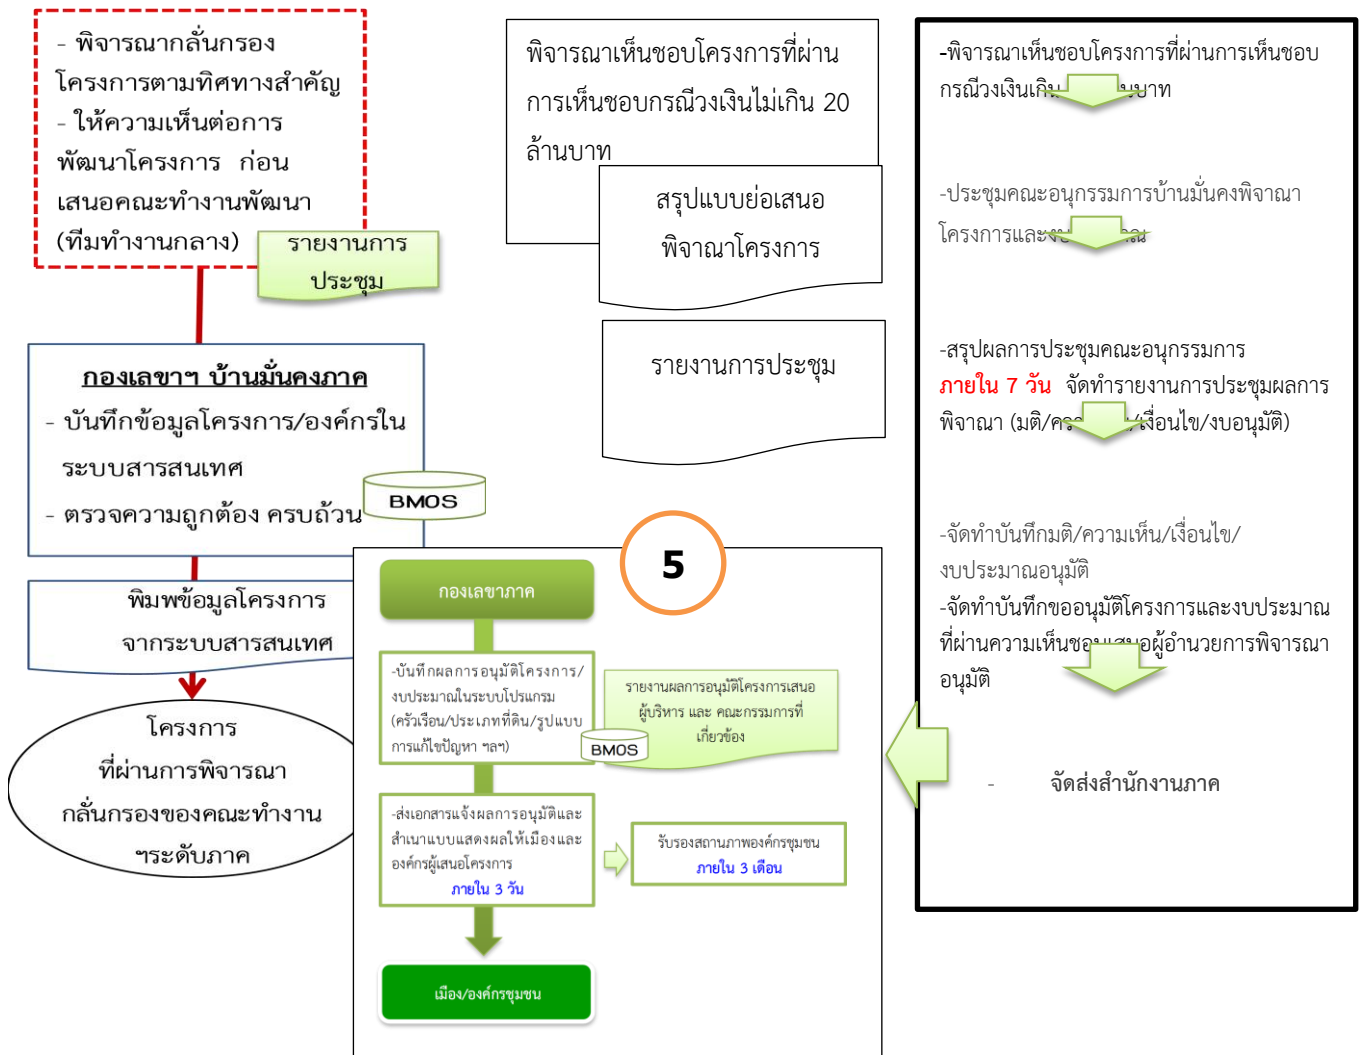 - พิจารณากลั่นกรอง
โครงการตามทิศทางสำคัญ
- ให้ความเห็นต่อการ
พัฒนาโครงการ ก่อน
เสนอคณะทำงานพัฒนา
(ทีมทำงานกลาง)
รายงานการ
ประชุม
กองเลขาฯ บ้านมั่นคงภาค
- บันทึกข้อมูลโครงการ/องค์กรใน
ระบบสารสนเทศ
- ตรวจความถูกต้อง ครบถ้วน
BMOS
พิมพข้อมูลโครงการ
จากระบบสารสนเทศ
โครงการ
ที่ผ่านการพิจารณา
กลั่นกรองของคณะทำงาน
ฯระดับภาค
พิจารณาเห็นชอบโครงการที่ผ่าน
การเห็นชอบกรณีวงเงินไม่เกิน 20
ล้านบาท
สรุปแบบย่อเสนอ
พิจาณาโครงการ
รายงานการประชุม
5
กองเลขาภาค
-บันทึกผลการอนุมัติโครงการ/
งบประมาณในระบบโปรแกรม
(ครัวเรือน/ประเภทที่ดิน/รูปแบบ
การแก้ไขปัญหา ฯลฯ)
รายงานผลการอนุมัติโครงการเสนอ
ผู้บริหาร และ คณะกรรมการที่
เกี่ยวข้อง
BMOS
-ส่งเอกสารแจ้งผลการอนุมัติและ
สำเนาแบบแสดงผลให้เมืองและ
องค์กรผู้เสนอโครงการ
ภายใน 3 วัน
รับรองสถานภาพองค์กรชุมชน
ภายใน 3 เดือน
เมือง/องค์กรชุมชน
-พิจารณาเห็นชอบโครงการที่ผ่านการเห็นชอบ
กรณีวงเงินเกิน บาท
-ประชุมคณะอนุกรรมการบ้านมั่นคงพิจาณา
โครงการและ
-สรุปผลการประชุมคณะอนุกรรมการ
ภายใน 7 วัน จัดทำรายงานการประชุมผลการ
พิจาณา (มติ/ /เงื่อนไข/งบอนุมัติ)
-จัดทำบันทึกมติ/ความเห็น/เงื่อนไข/
งบประมาณอนุมัติ
-จัดทำบันทึกขออนุมัติโครงการและงบประมาณ
ที่ผ่านความเห็นชอบเสนอผู้อำนวยการพิจารณา
อนุมัติ
- จัดส่งสำนักงานภาค